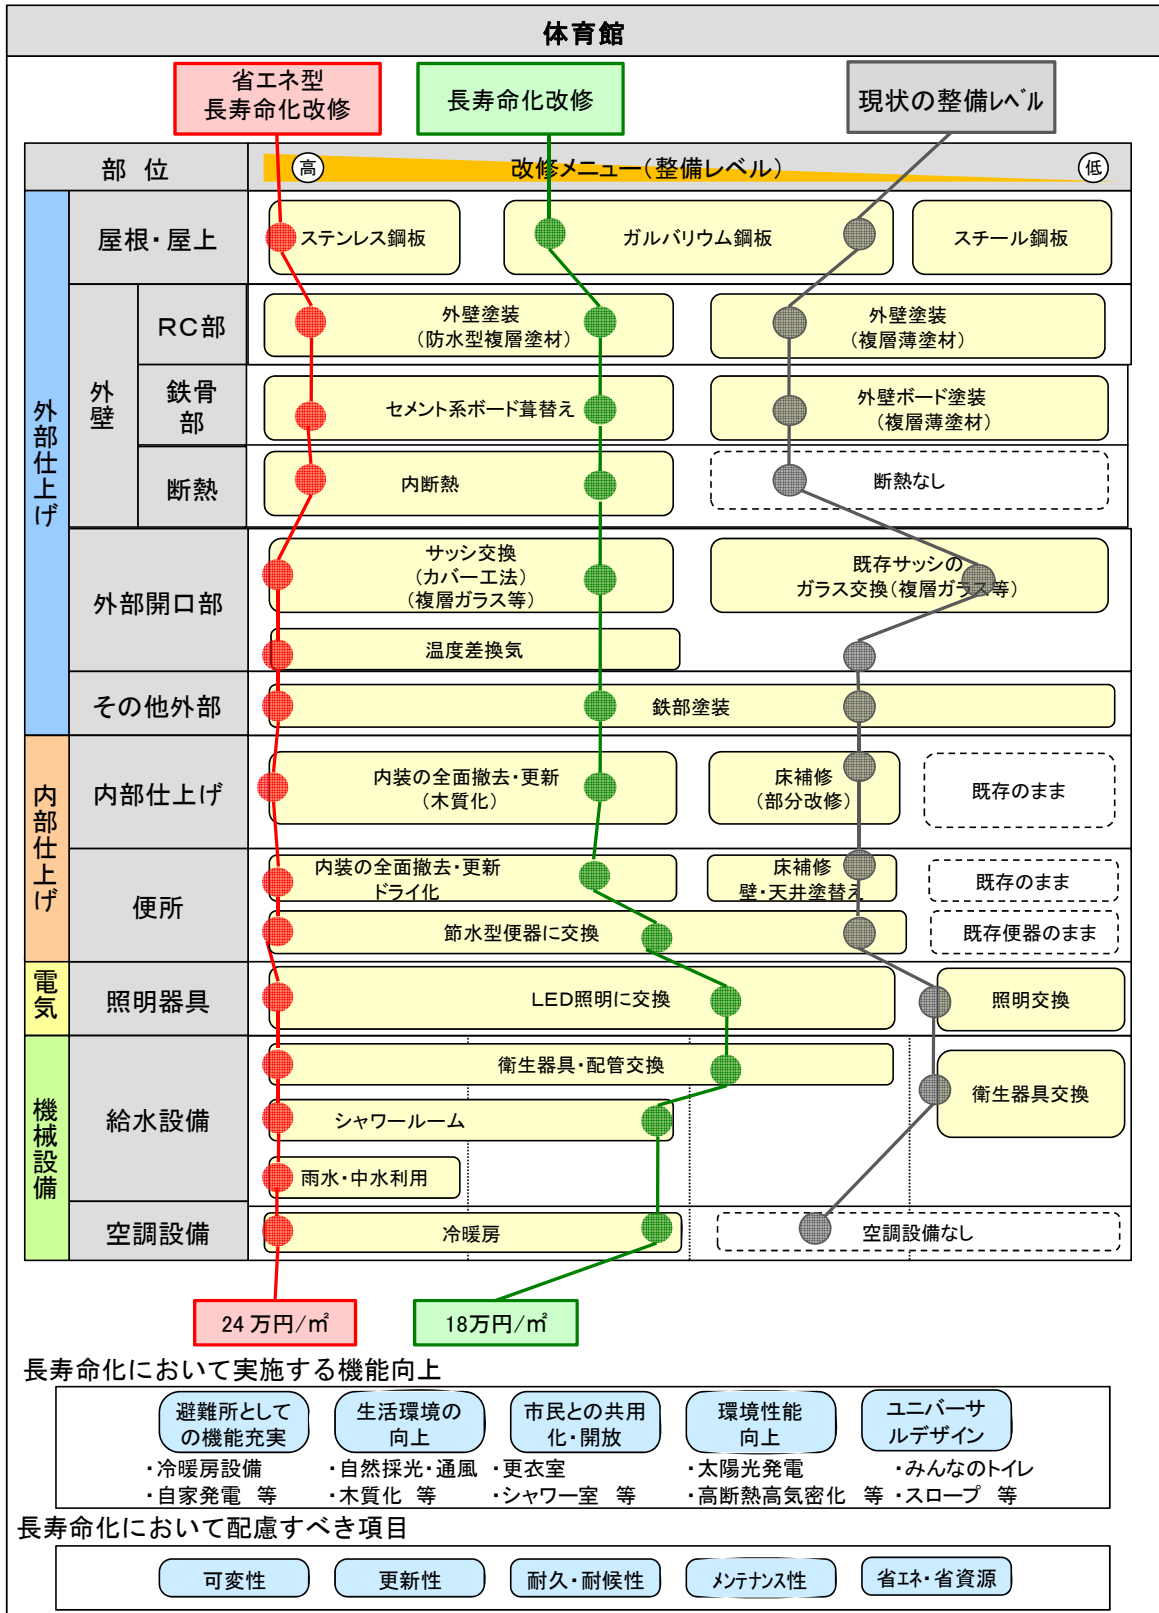 体育館
省エネ型
長寿命化改修
長寿命化改修
現状の整備レベル
部 位
高
改修メニュー(整備レベル)
低
外部仕上げ
屋根・屋上
ステンレス鋼板
ガルバリウム鋼板
スチール鋼板
外壁
RC部
外壁塗装
(防水型複層塗材)
外壁塗装
(複層薄塗材)
鉄骨
部
セメント系ボード葺替え
外壁ボード塗装
(複層薄塗材)
断熱
内断熱
断熱なし
外部開口部
サッシ交換
(カバー工法)
(複層ガラス等)
既存サッシの
ガラス交換(複層ガラス等)
温度差換気
その他外部
鉄部塗装
内部仕上げ
内部仕上げ
内装の全面撤去・更新
(木質化)
床補修
(部分改修)
既存のまま
便所
内装の全面撤去・更新
ドライ化
床補修
壁・天井塗替え
既存のまま
節水型便器に交換
既存便器のまま
電気
照明器具
LED照明に交換
照明交換
機械設備
給水設備
衛生器具・配管交換
衛生器具交換
シャワールーム
雨水・中水利用
空調設備
冷暖房
空調設備なし
24 万円/㎡
18万円/㎡
長寿命化において実施する機能向上
避難所として
の機能充実
・冷暖房設備
・自家発電 等
生活環境の
向上
・自然採光・通風
・木質化 等
市民との共用
化・開放
・更衣室
・シャワー室 等
環境性能
向上
・太陽光発電
・高断熱高気密化 等
ユニバーサ
ルデザイン
・みんなのトイレ
・スロープ 等
長寿命化において配慮すべき項目
可変性
更新性
耐久・耐候性
メンテナンス性
省エネ・省資源